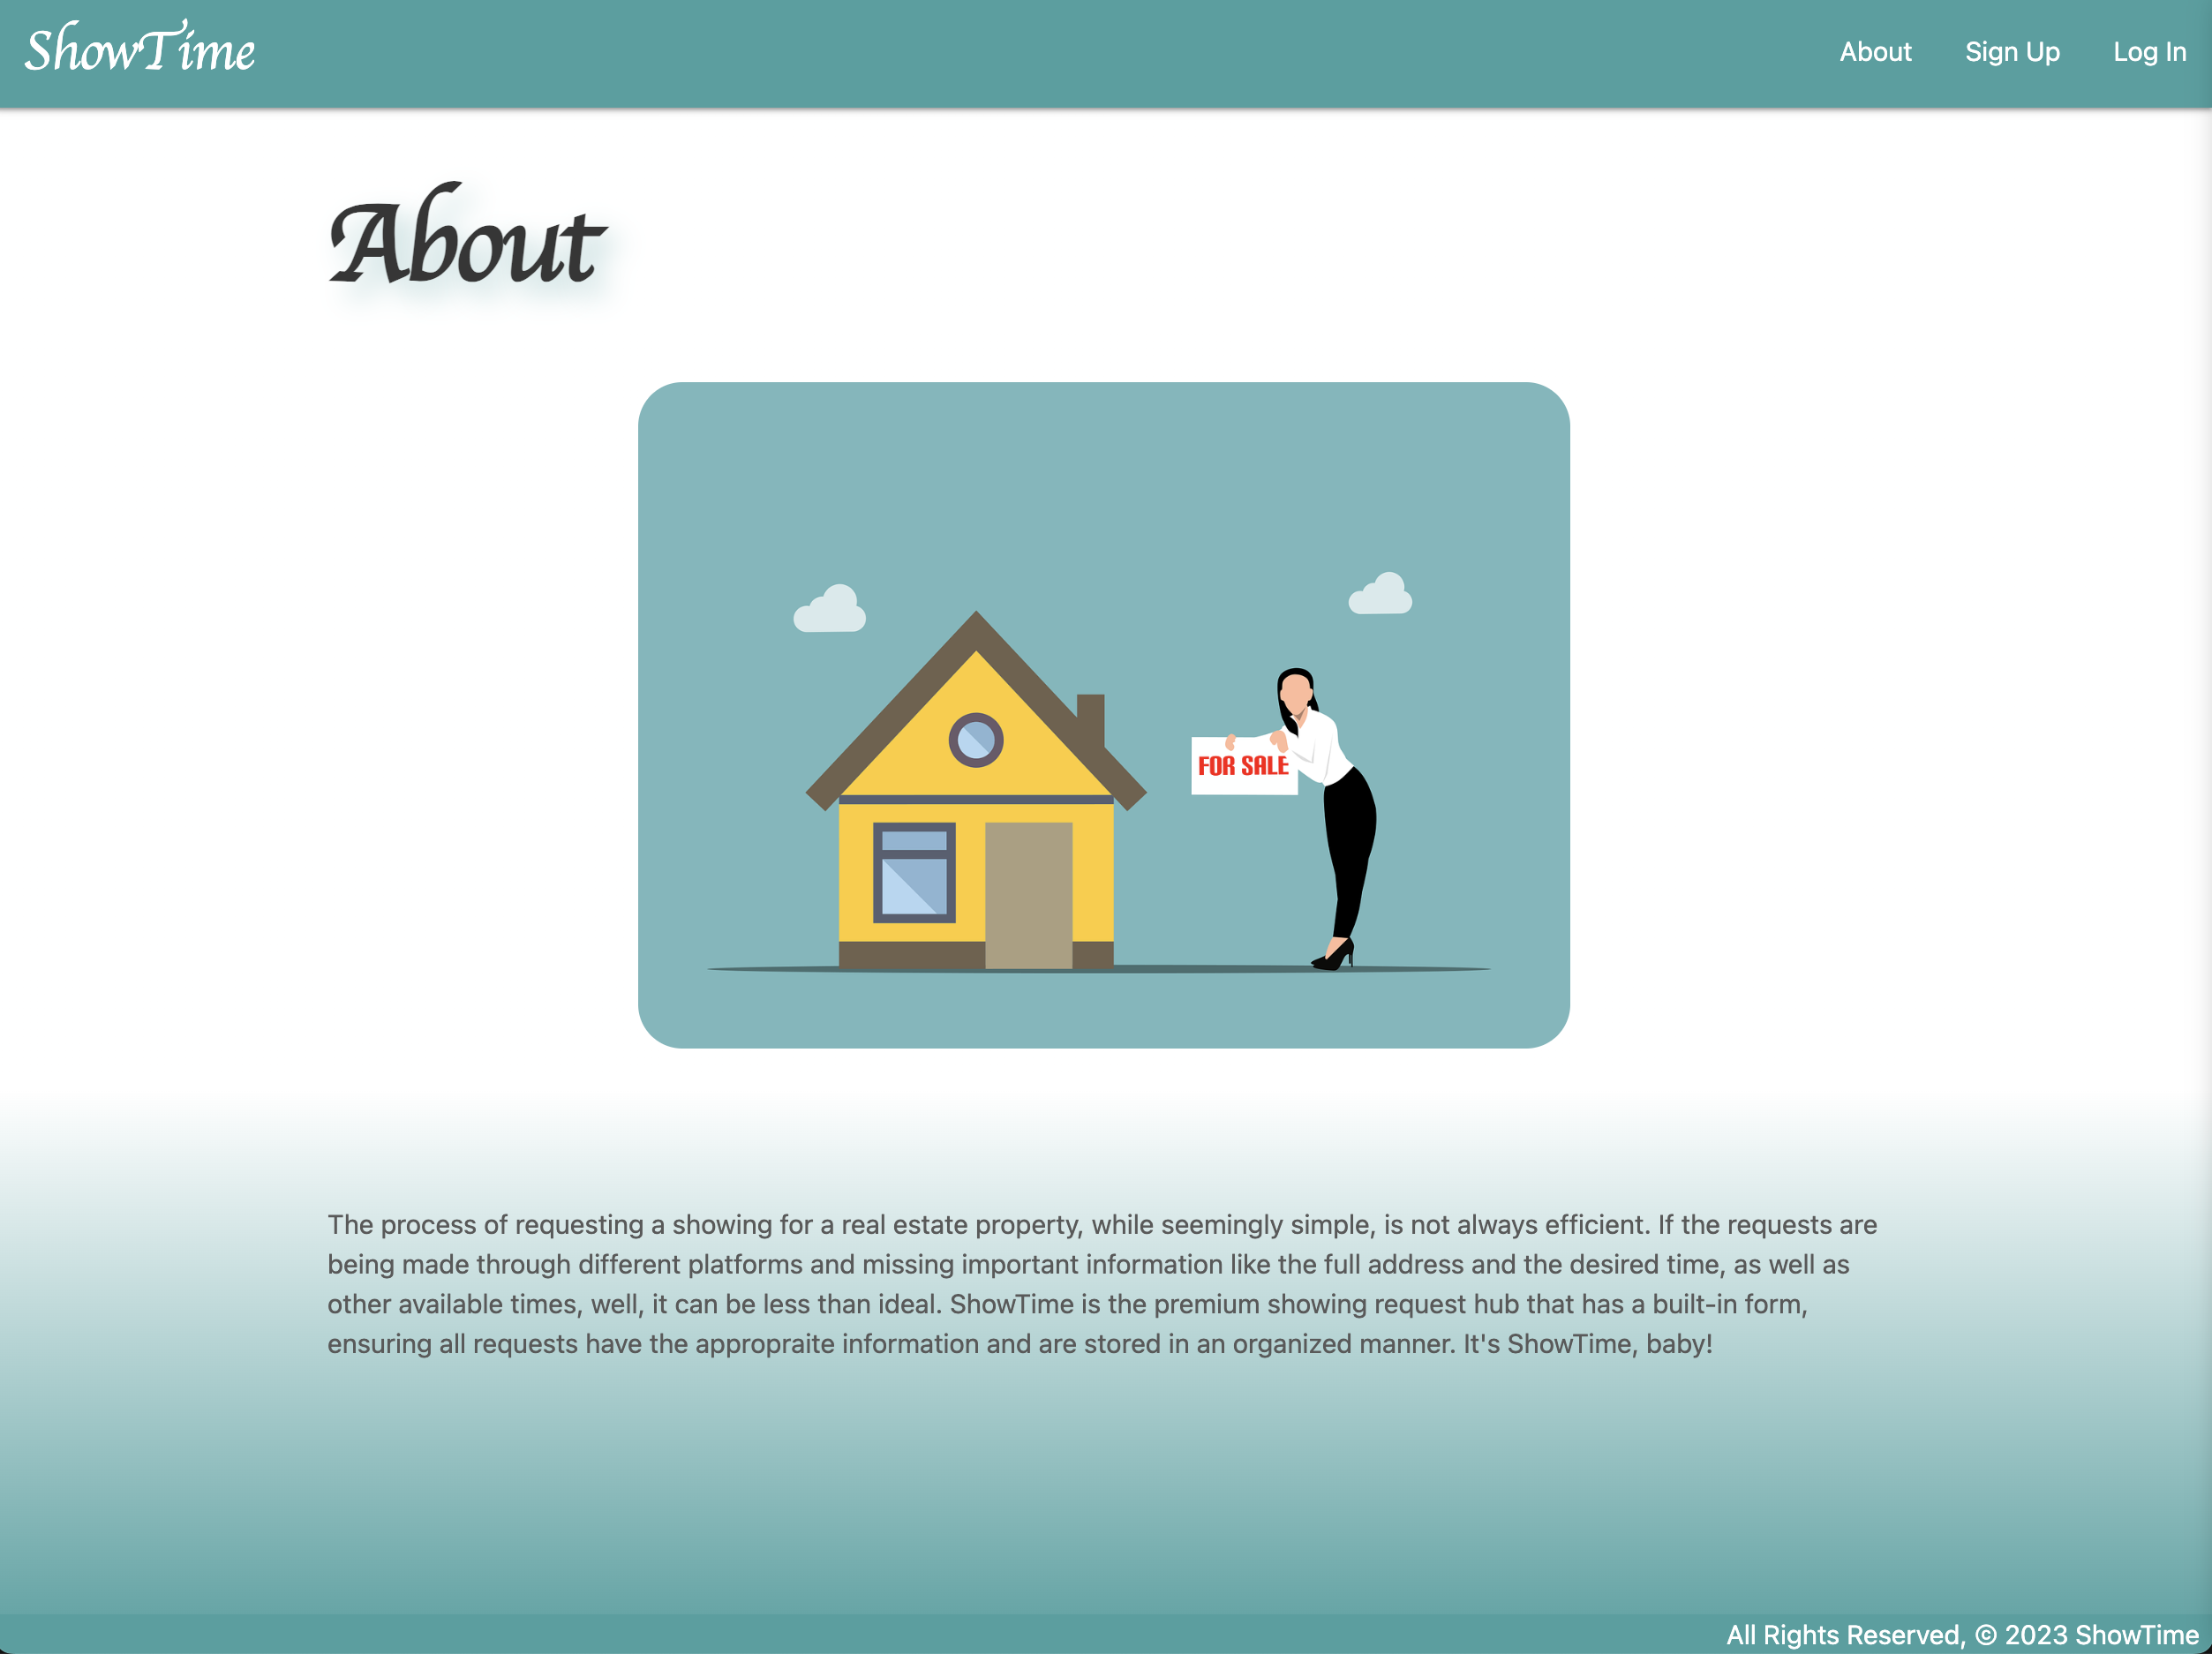 ShowTime
About Sign Up Log In
About
FOR SALE
The process of requesting a showing for a real estate property, while seemingly simple, is not always efficient. If the requests are
being made through different platforms and missing important information like the full address and the desired time, as well as
other available times, well, it can be less than ideal. ShowTime is the premium showing request hub that has a built-in form,
ensuring all requests have the appropraite information and are stored in an organized manner. It's ShowTime, baby!
All Rights Reserved, © 2023 ShowTime